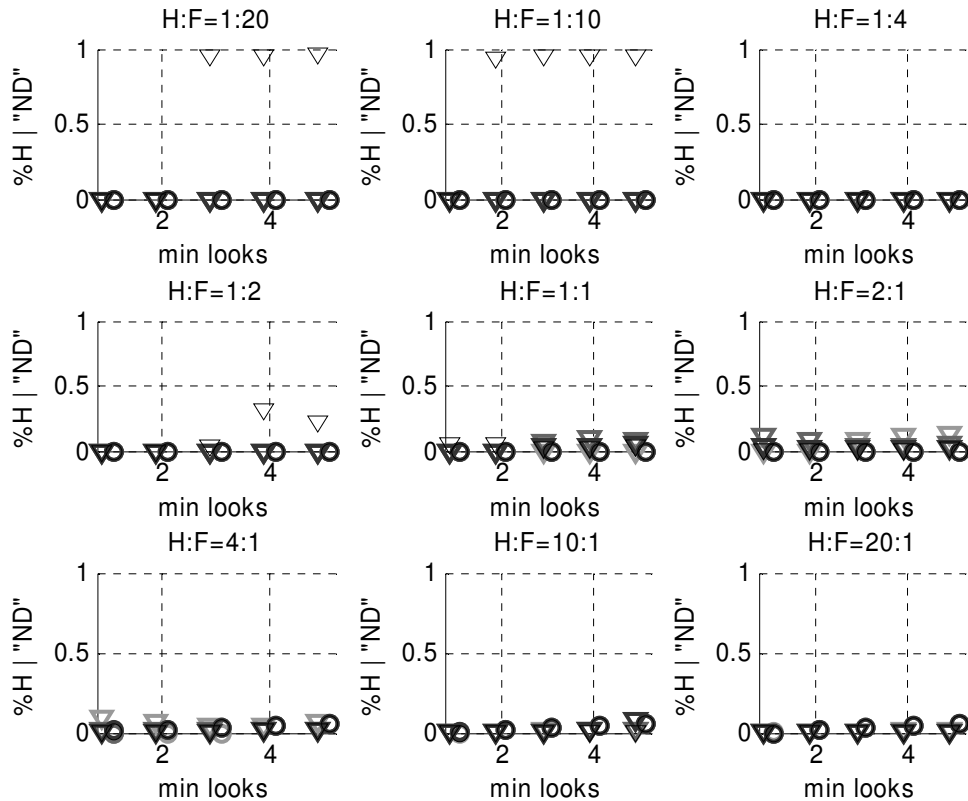 H:F=1:20 H:F=1:10 H:F=1:4
1 1 1
%H | "ND" %H | "ND" %H | "ND"
0.5 0.5 0.5
0 0 0
2 4 2 4 2 4
min looks min looks min looks
H:F=1:2 H:F=1:1 H:F=2:1
1 1 1
%H | "ND" %H | "ND" %H | "ND"
0.5 0.5 0.5
0 0 0
2 4 2 4 2 4
min looks min looks min looks
H:F=4:1 H:F=10:1 H:F=20:1
1 1 1
%H | "ND" %H | "ND" %H | "ND"
0.5 0.5 0.5
0 0 0
2 4 2 4 2 4
min looks min looks min looks